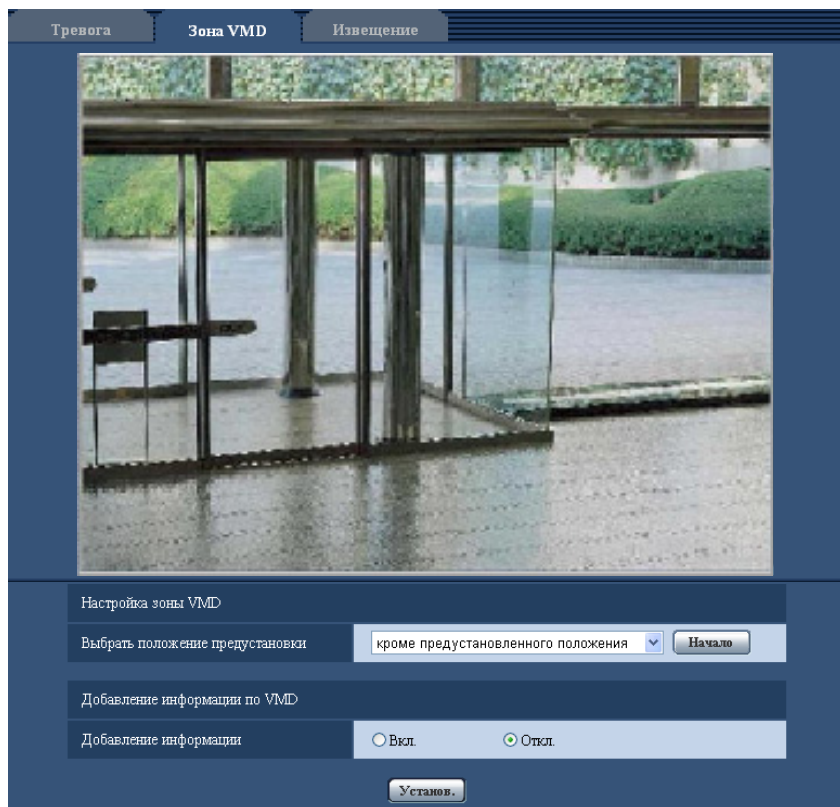 Тревога
Зона VMD
Извещение
Настройка зоны VMD
Выбрать положение предустановки
кроме предустановленного положения
Начало
Добавление информации по VMD
Добавление информации
Вкл.
Откл.
Установ.